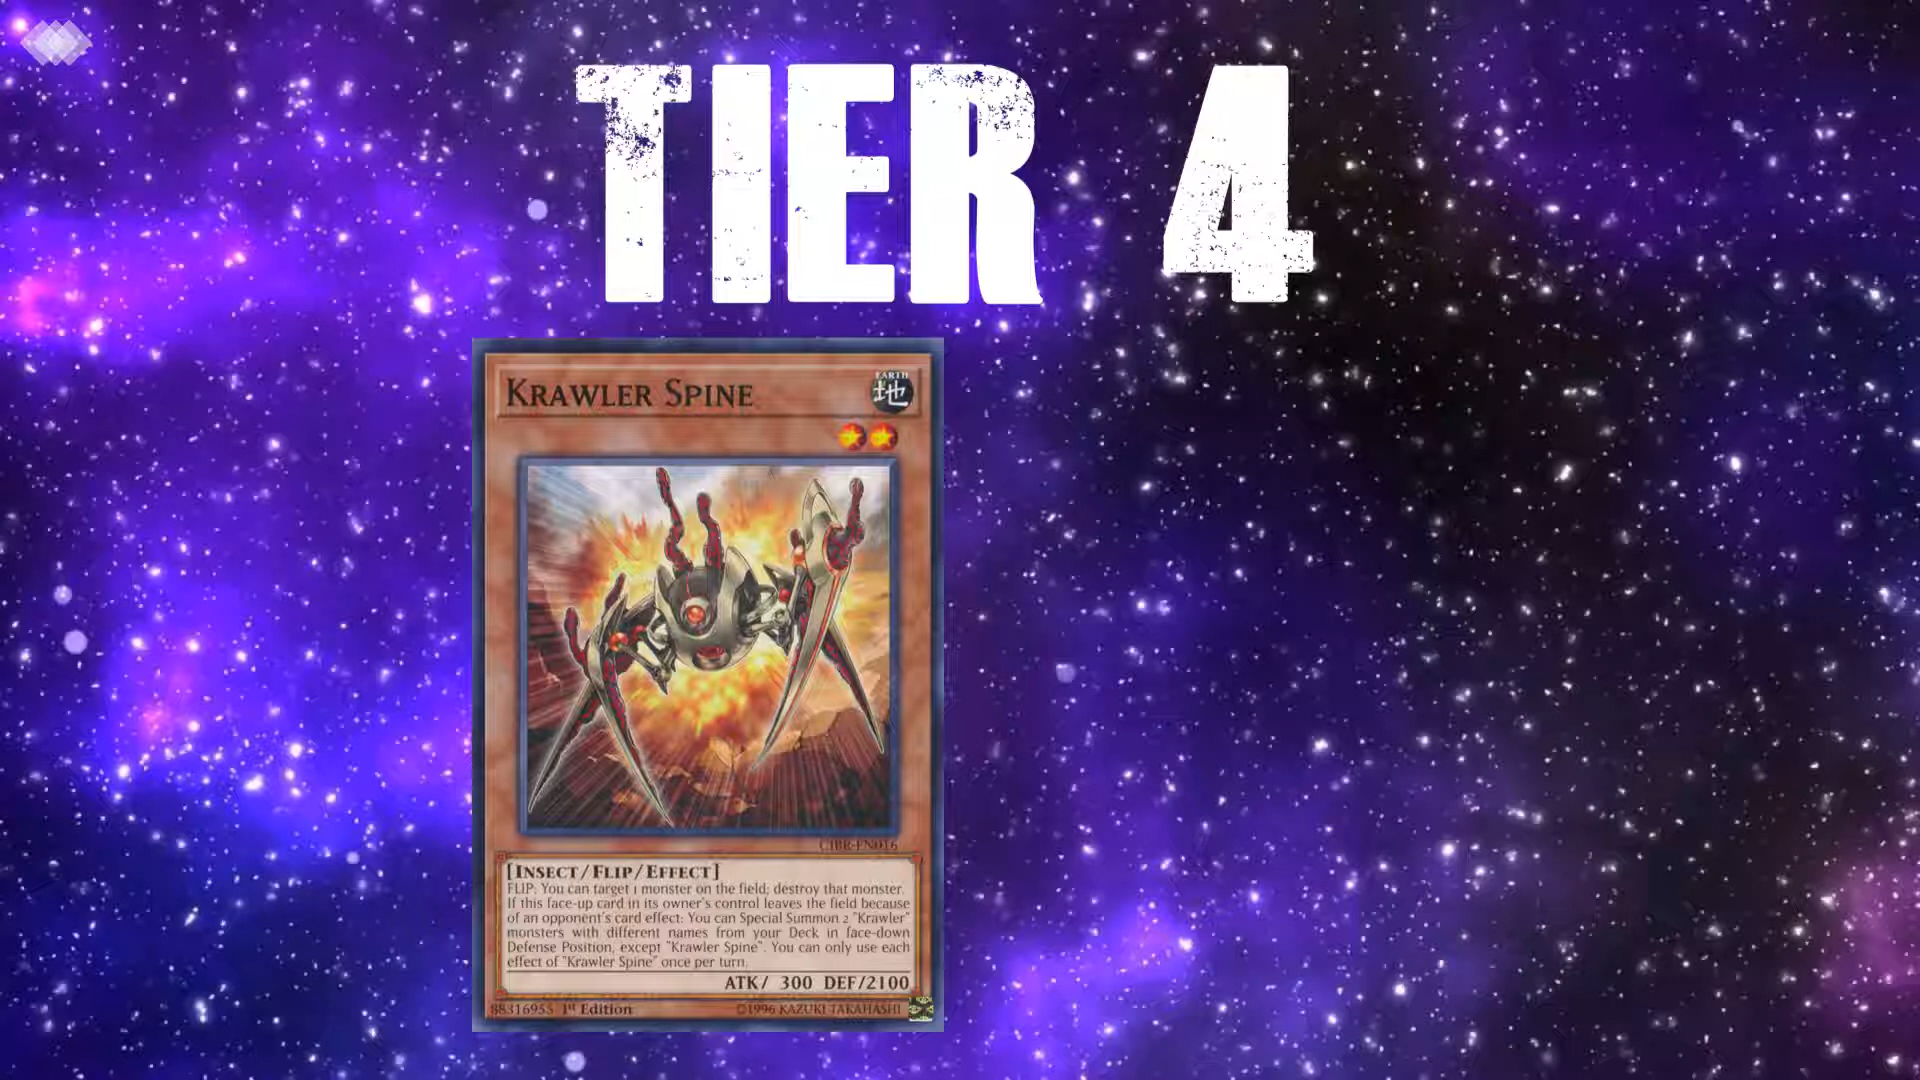 TIER 4
KRAWLER SPINE
EARTH
地
CIBR-EN016
[INSECT/FLIP/EFFECT]
FLIP: You can target 1 monster on the field; destroy that monster.
If this face-up card in its owner's control leaves the field because
of an opponent's card effect: You can Special Summon 2 "Krawler"
monsters with different names from your Deck in face-down
Defense Position, except "Krawler Spine". You can only use each
effect of "Krawler Spine" once per turn.
ATK/ 300 DEF/2100
88316955 1st Edition ©1996 KAZUKI TAKAHASHI